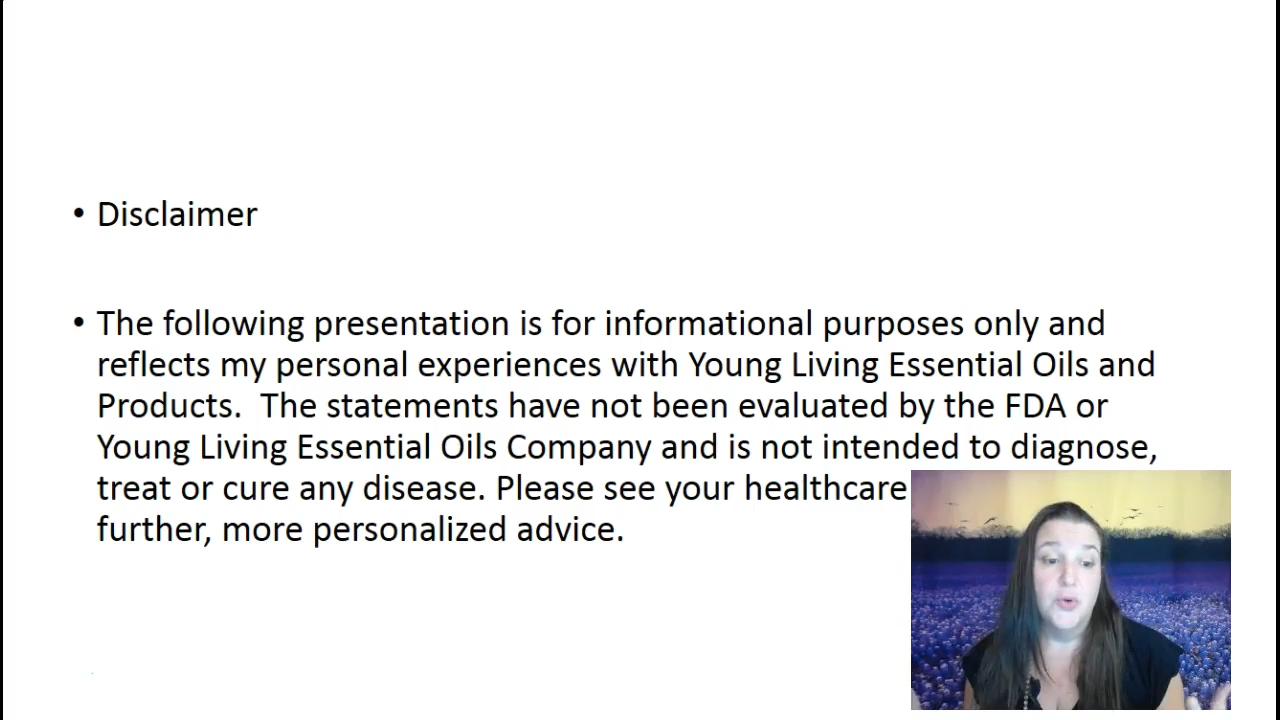 • Disclaimer
• The following presentation is for informational purposes only and
reflects my personal experiences with Young Living Essential Oils and
Products.  The statements have not been evaluated by the FDA or
Young Living Essential Oils Company and is not intended to diagnose,
treat or cure any disease. Please see your healthcare
further, more personalized advice.